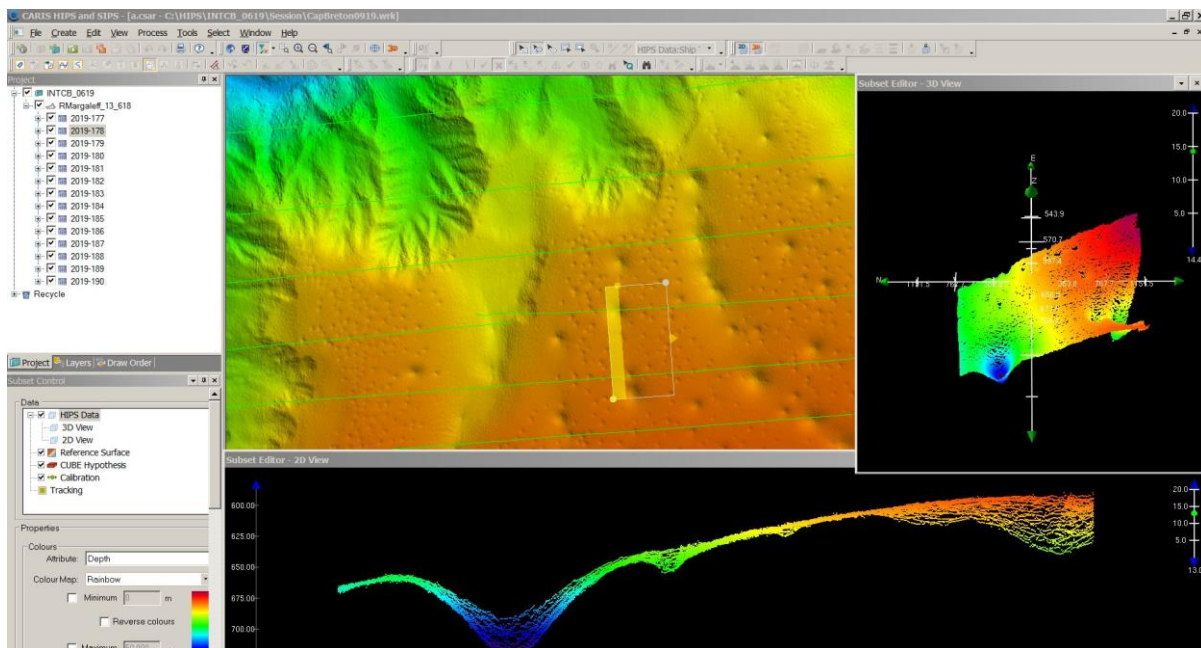 CARIS HIPS and SIPS - [a.csar - C:\HIPS\INTCB_0619\Session\CapBreton0919.wrk]
File Create Edit View Process Tools Select Window Help
HIPS Data:Ship
Project
INTCB_0619
RMargaleff_13_618
2019-177
2019-178
2019-179
2019-180
2019-181
2019-182
2019-183
2019-184
2019-185
2019-186
2019-187
2019-188
2019-189
2019-190
Recycle
Project Layers Draw Order
Subset Control
Data
HIPS Data
3D View
2D View
Reference Surface
CUBE Hypothesis
Calibration
Tracking
Properties
Colours
Attribute: Depth
Colour Map: Rainbow
Minimum 0 m
Reverse colours
Maximum
Subset Editor - 3D View
20.0
15.0
10.0
5.0
14.4
E
Z
N
543.9
570.7
Subset Editor - 2D View
600.00
625.00
650.00
675.00
700.00
20.0
15.0
10.0
5.0